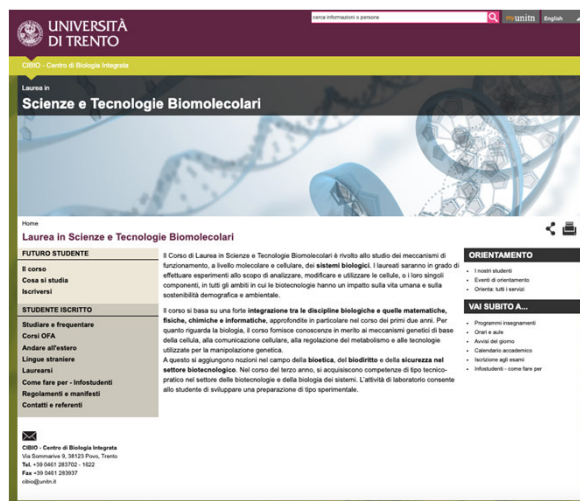 UNIVERSITÀ
DI TRENTO
cerca informazioni o persone
myunitn
English
CIBIO - Centro di Biologia Integrata
Laurea in
Scienze e Tecnologie Biomolecolari
Home
Laurea in Scienze e Tecnologie Biomolecolari
FUTURO STUDENTE
Il corso
Cosa si studia
Iscriversi
STUDENTE ISCRITTO
Studiare e frequentare
Corsi OFA
Andare all'estero
Lingue straniere
Laurearsi
Come fare per - Infostudenti
Regolamenti e manifesti
Contatti e referenti
CIBIO - Centro di Biologia Integrata
Via Sommarive 9, 38123 Povo, Trento
Tel. +39 0461 283702 - 1622
Fax +39 0461 283937
cibio@unitn.it
Il Corso di Laurea in Scienze e Tecnologie Biomolecolari è rivolto allo studio dei meccanismi di
funzionamento, a livello molecolare e cellulare, dei sistemi biologici. I laureati saranno in grado di
effettuare esperimenti allo scopo di analizzare, modificare e utilizzare le cellule, o i loro singoli
componenti, in tutti gli ambiti in cui le biotecnologie hanno un impatto sulla vita umana e sulla
sostenibilità demografica e ambientale.
Il corso si basa su una forte integrazione tra le discipline biologiche e quelle matematiche,
fisiche, chimiche e informatiche, approfondite in particolare nel corso dei primi due anni. Per
quanto riguarda la biologia, il corso fornisce conoscenze in merito ai meccanismi genetici di base
della cellula, alla comunicazione cellulare, alla regolazione del metabolismo e alle tecnologie
utilizzate per la manipolazione genetica.
A questo si aggiungono nozioni nel campo della bioetica, del biodiritto e della sicurezza nel
settore biotecnologico. Nel corso del terzo anno, si acquisiscono competenze di tipo tecnico-
pratico nel settore delle biotecnologie e della biologia dei sistemi. L'attività di laboratorio consente
allo studente di sviluppare una preparazione di tipo sperimentale.
ORIENTAMENTO
I nostri studenti
Eventi di orientamento
Orienta: tutti i servizi
VAI SUBITO A...
Programmi insegnamenti
Orari e aule
Avvisi del giorno
Calendario accademico
Iscrizione agli esami
Infostudenti - come fare per